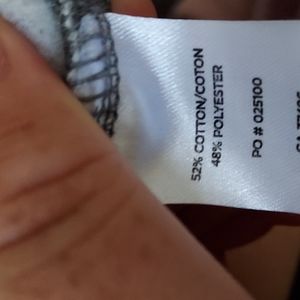 52% COTTON/COTON
48% POLYESTER
PO # 025100